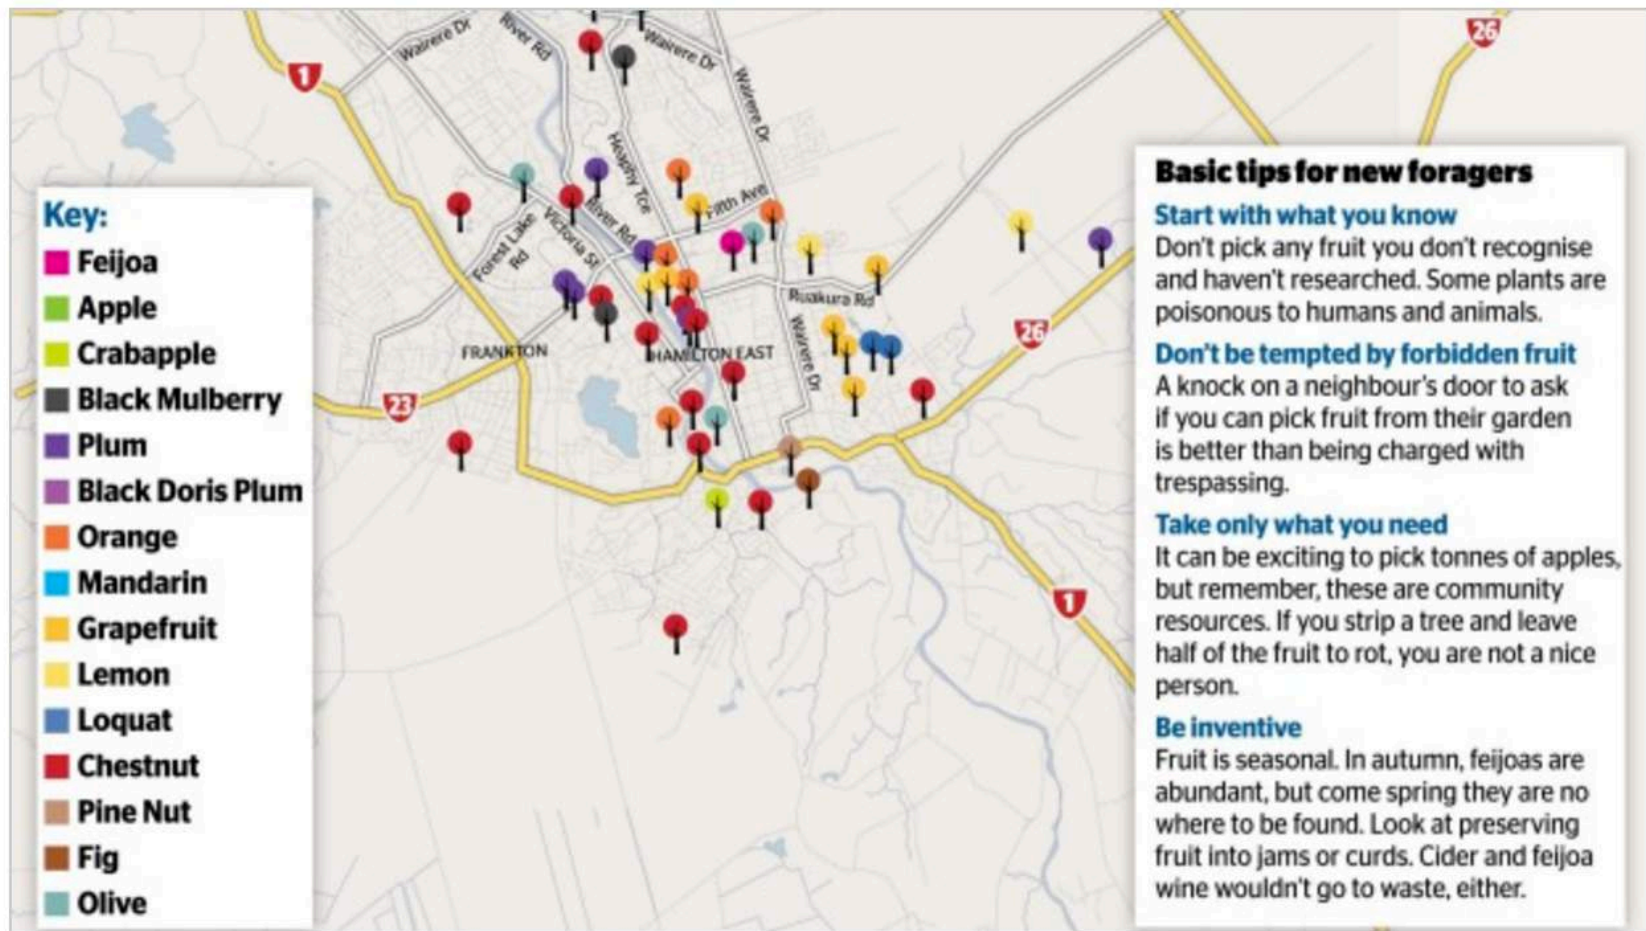 Wairere Dr
River Rd
Wairere Dr
26
1
Wairere Dr
Heaphy Tce
Fifth Ave
River Rd
Victoria St
Forest Lake
Rd
Ruakura Rd
Wairere Dr
FRANKTON
HAMILTON EAST
26
23
1
Key:
Feijoa
Apple
Crabapple
Black Mulberry
Plum
Black Doris Plum
Orange
Mandarin
Grapefruit
Lemon
Loquat
Chestnut
Pine Nut
Fig
Olive
Basic tips for new foragers
Start with what you know
Don't pick any fruit you don't recognise
and haven't researched. Some plants are
poisonous to humans and animals.
Don't be tempted by forbidden fruit
A knock on a neighbour's door to ask
if you can pick fruit from their garden
is better than being charged with
trespassing.
Take only what you need
It can be exciting to pick tonnes of apples,
but remember, these are community
resources. If you strip a tree and leave
half of the fruit to rot, you are not a nice
person.
Be inventive
Fruit is seasonal. In autumn, feijoas are
abundant, but come spring they are no
where to be found. Look at preserving
fruit into jams or curds. Cider and feijoa
wine wouldn't go to waste, either.